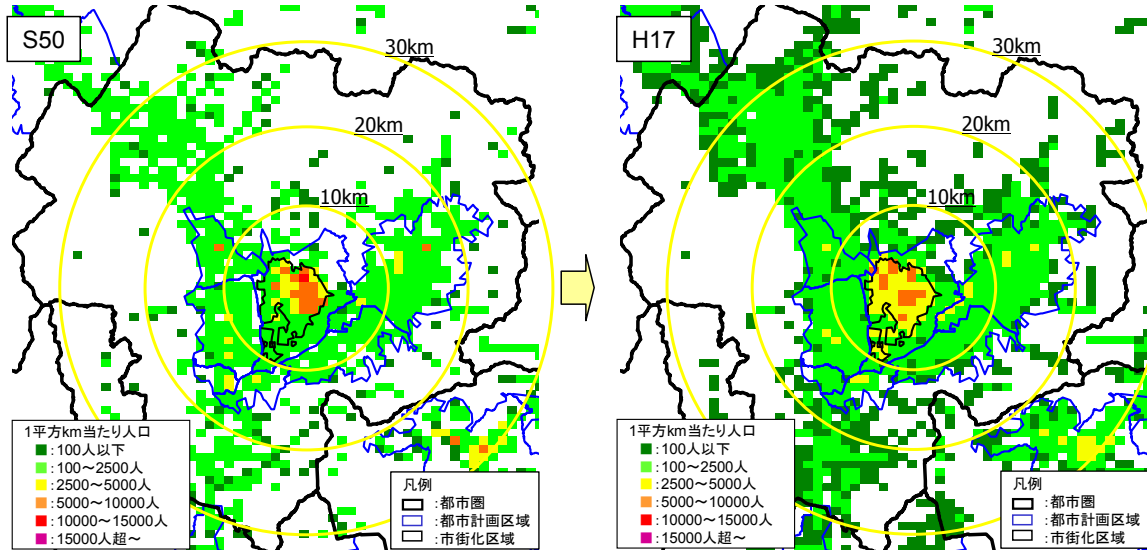 S50
30km
20km
10km
1平方km当たり人口
:100人以下
:100～2500人
:2500～5000人
:5000～10000人
:10000～15000人
:15000人超～
凡例
:都市圏
:都市計画区域
:市街化区域
H17
30km
20km
10km
1平方km当たり人口
:100人以下
:100～2500人
:2500～5000人
:5000～10000人
:10000～15000人
:15000人超～
凡例
:都市圏
:都市計画区域
:市街化区域